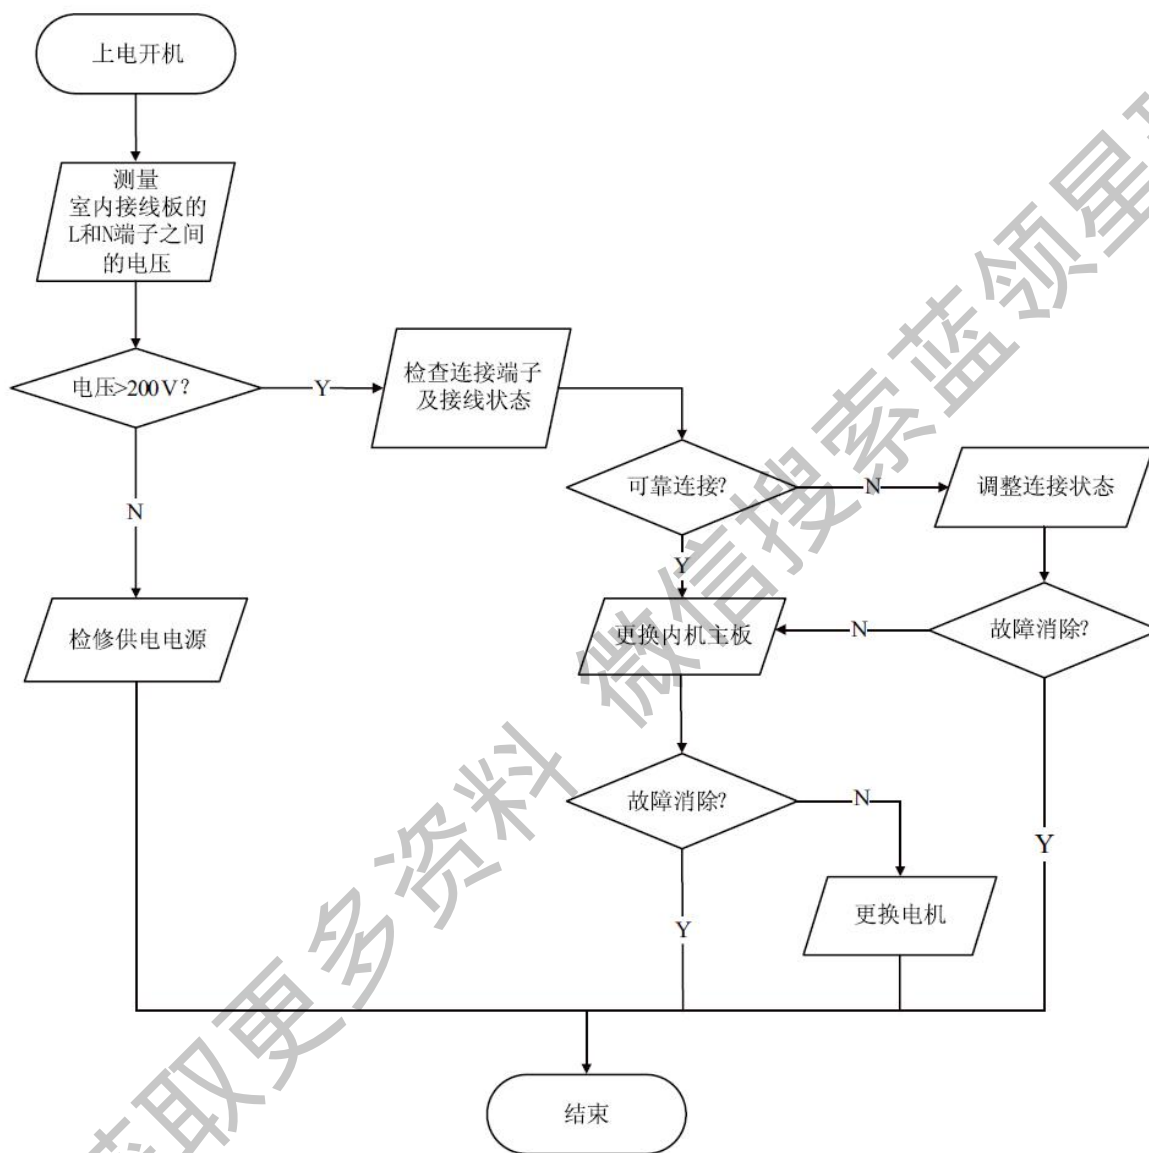 上电开机
测量
室内接线板的
L和N端子之间
的电压
电压>200V?
Y
检查连接端子
及接线状态
N
可靠连接?
N
调整连接状态
Y
检修供电电源
更换内机主板
N
故障消除?
故障消除?
N
Y
更换电机
Y
结束
获取更多资料 微信搜索蓝领星球